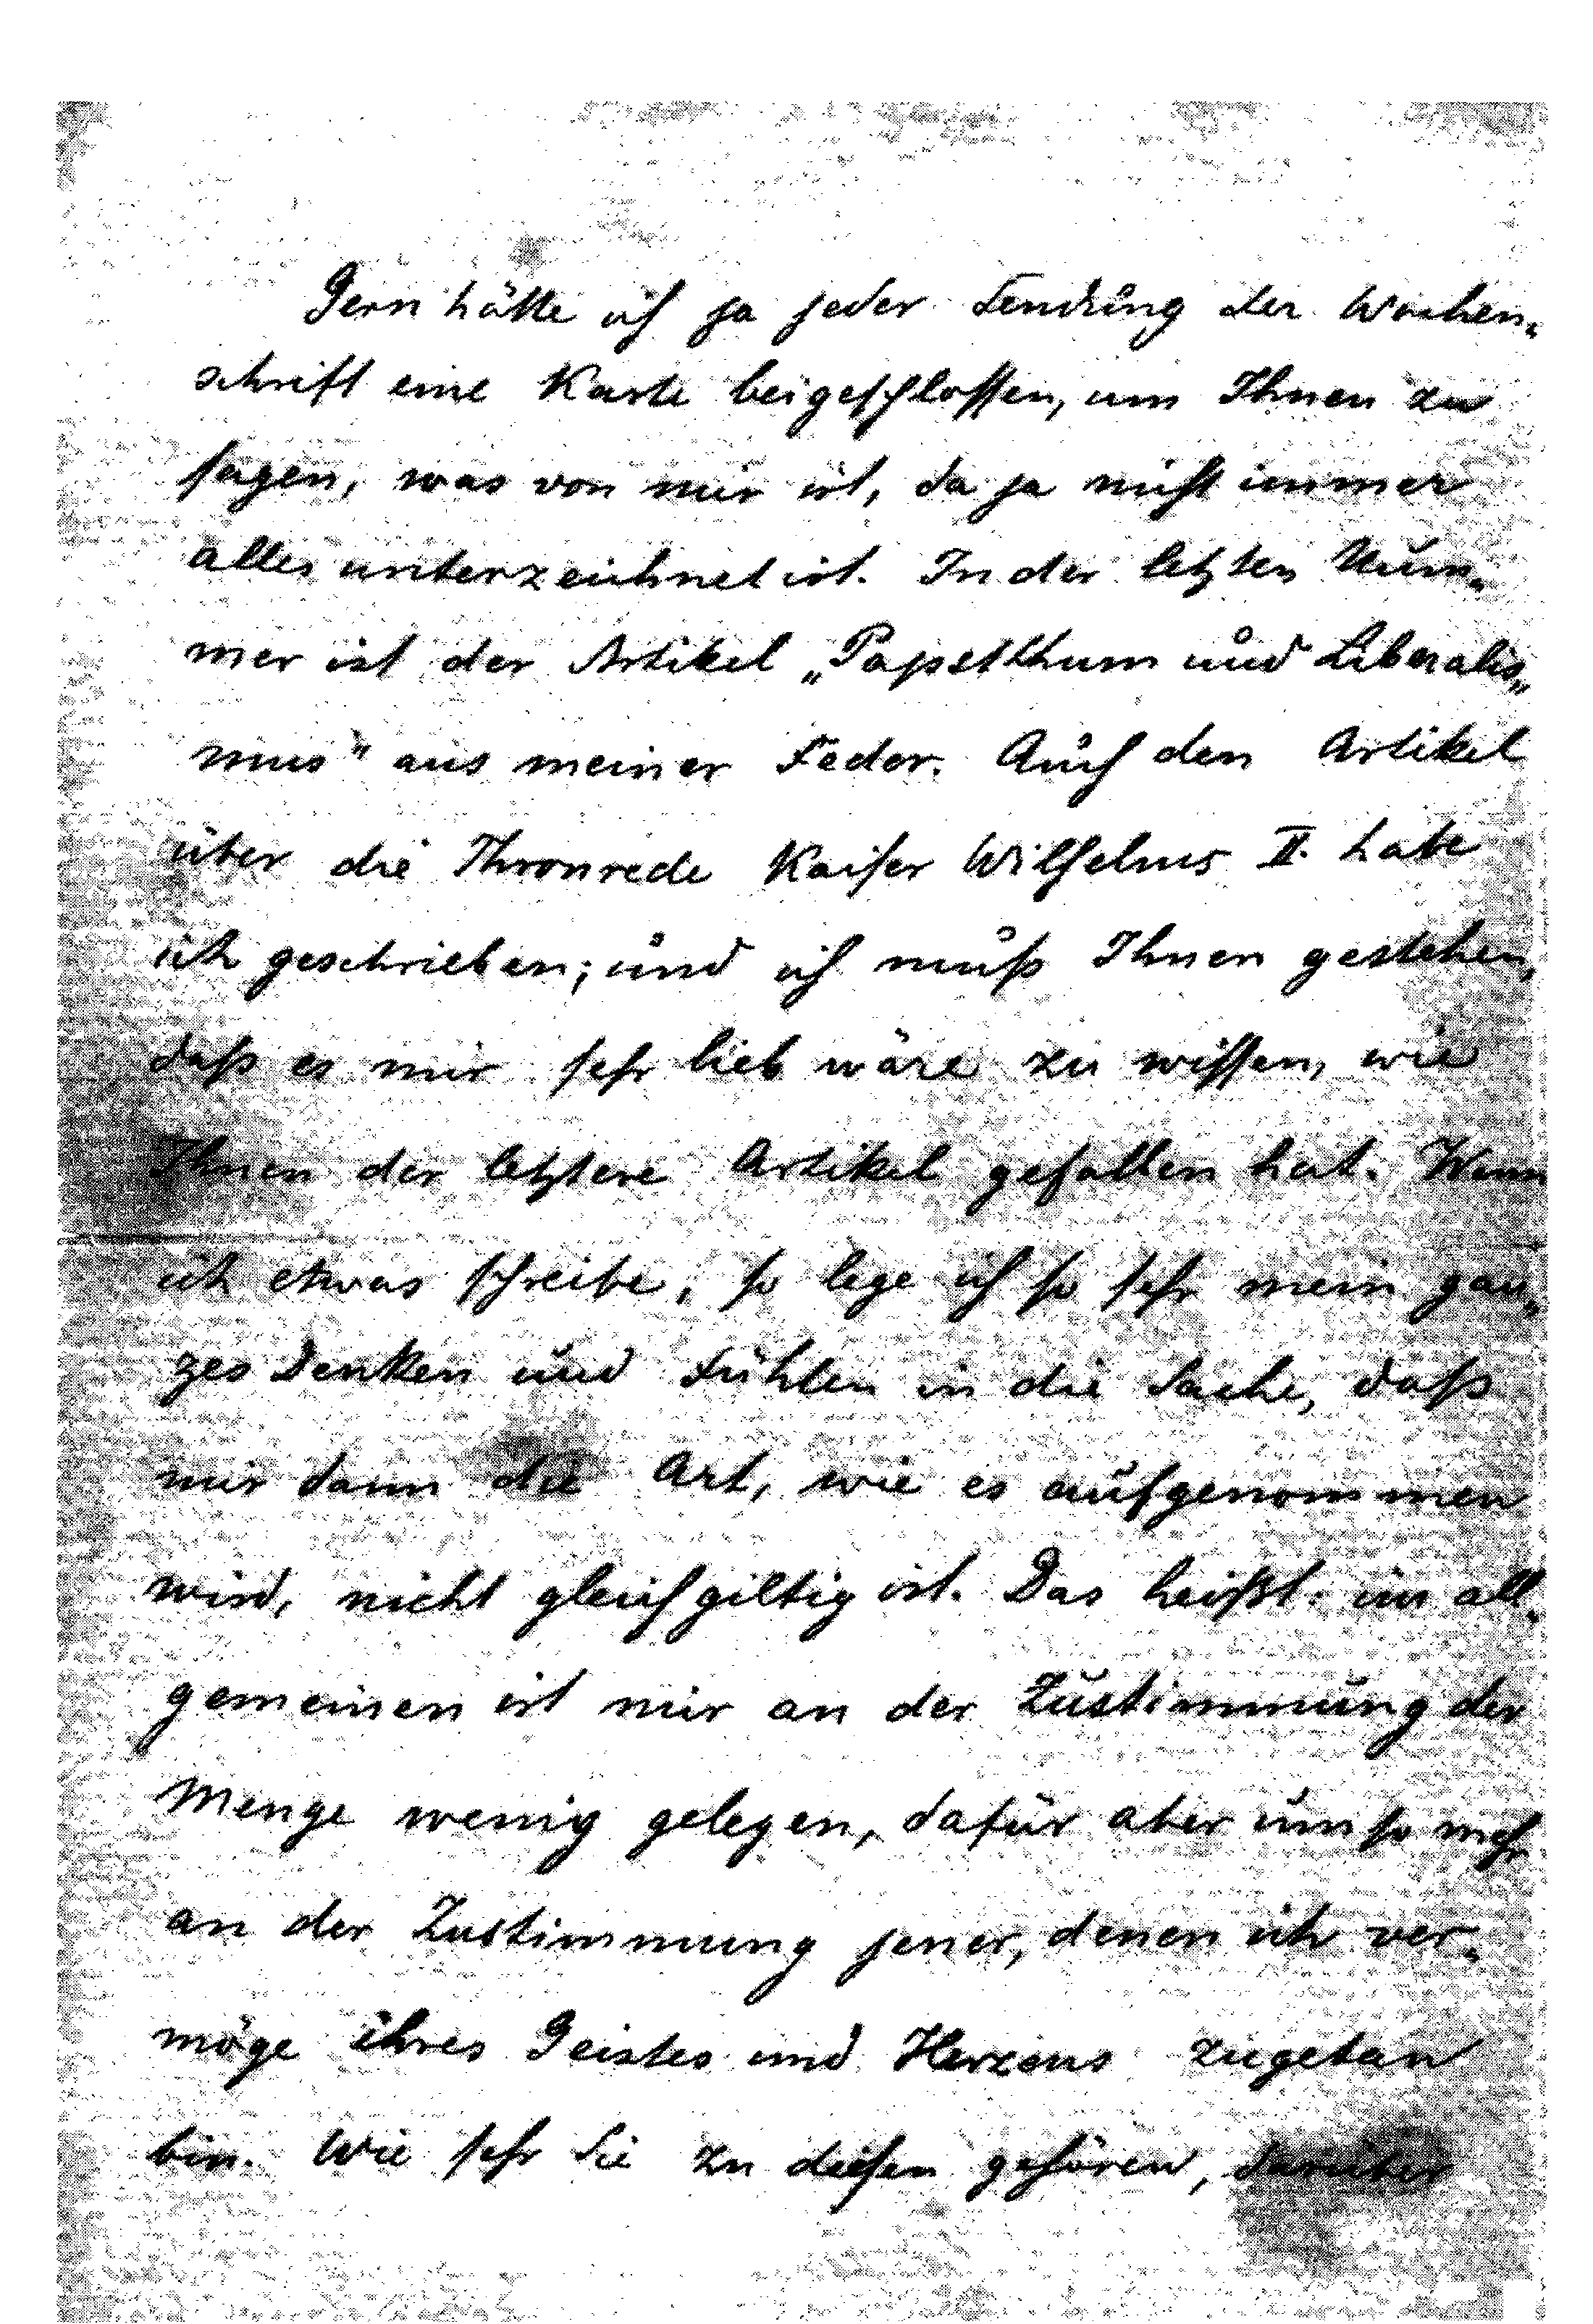 Gern hätte ich ja jeder Sendung der Wochen-
schrift eine Karte beigeschlossen, um Ihnen zu
sagen, was von mir ist, da ja nicht immer
alles unterzeichnet ist. In der letzten Num-
mer ist der Artikel „Papstthum und Liberalis-
mus" aus meiner Feder. Auch den Artikel
über die Thronrede Kaiser Wilhelms II. habe
ich geschrieben; und ich muß Ihnen gestehen,
daß es mir sehr lieb wäre zu wissen, wie
Ihnen der letztere Artikel gefallen hat. Wenn
ich etwas schreibe, so lege ich so sehr mein gan-
zes Denken und Fühlen in die Sache, daß
mir dann die Art, wie es aufgenommen
wird, nicht gleichgiltig ist. Das heißt: im all-
gemeinen ist mir an der Zustimmung der
Menge wenig gelegen, dafür aber um so mehr
an der Zustimmung jener, denen ich ver-
möge ihres Geistes und Herzens zugetan
bin. Wie sehr Sie zu diesen gehören, darüber